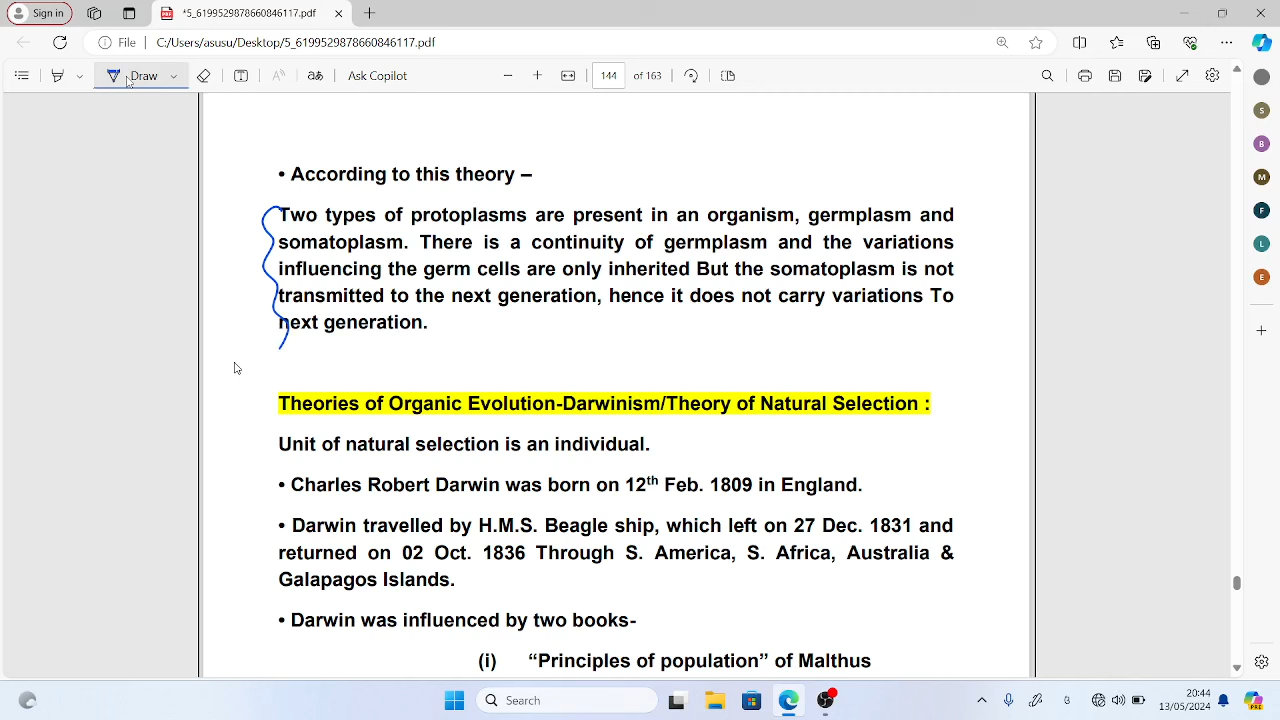 Sign in
*5_6199529878660846117.pdf
File
C:/Users/asusu/Desktop/5_6199529878660846117.pdf
Draw
Ask Copilot
144 of 163
• According to this theory –
Two types of protoplasms are present in an organism, germplasm and
somatoplasm. There is a continuity of germplasm and the variations
influencing the germ cells are only inherited But the somatoplasm is not
transmitted to the next generation, hence it does not carry variations To
next generation.
Theories of Organic Evolution-Darwinism/Theory of Natural Selection :
Unit of natural selection is an individual.
• Charles Robert Darwin was born on 12th Feb. 1809 in England.
• Darwin travelled by H.M.S. Beagle ship, which left on 27 Dec. 1831 and
returned on 02 Oct. 1836 Through S. America, S. Africa, Australia &
Galapagos Islands.
• Darwin was influenced by two books-
(i) “Principles of population” of Malthus
S
B
M
F
L
E
Search
20:44
13/05/2024